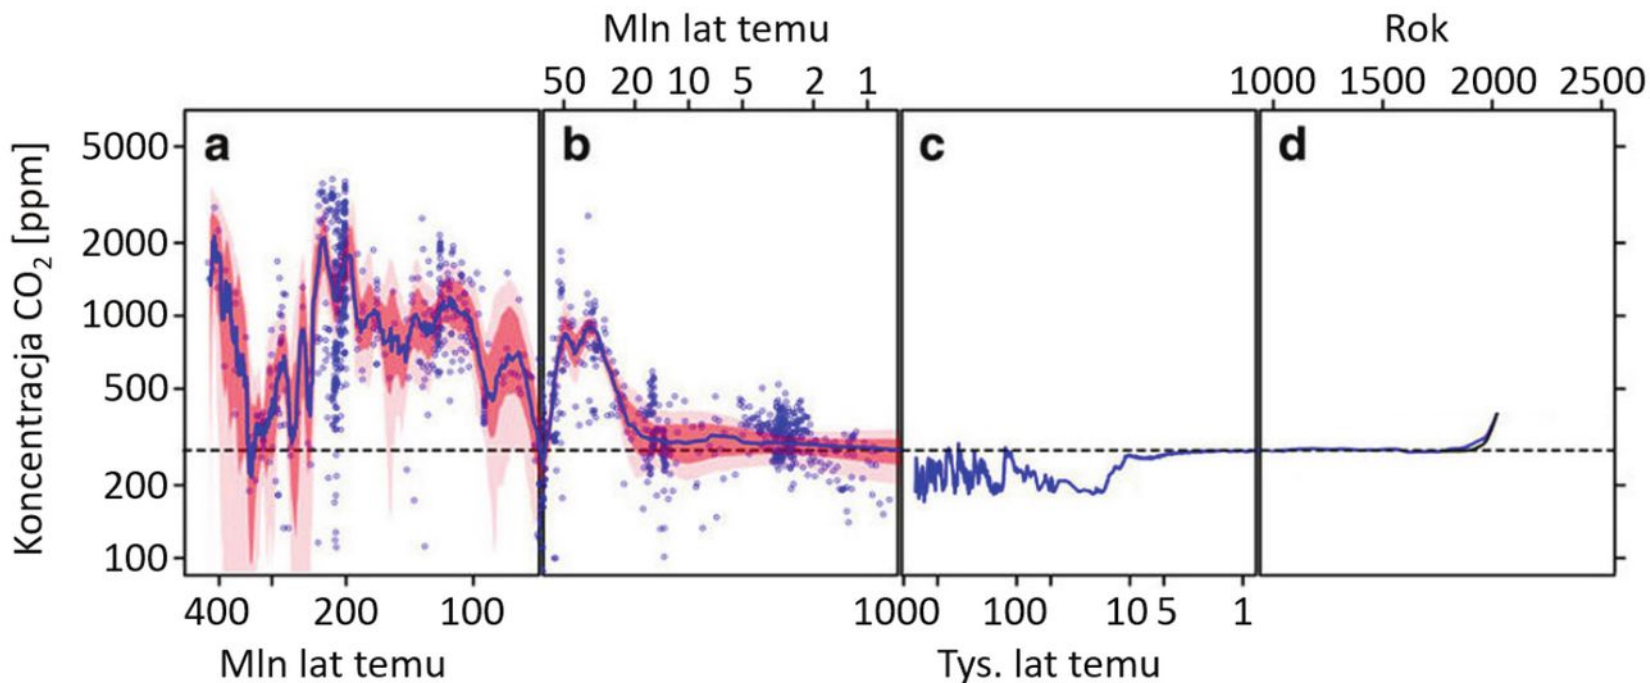 Mln lat temu
Rok
50 20 10 5 2 1
1000 1500 2000 2500
a b c d
Koncentracja CO₂ [ppm]
5000
2000
1000
500
200
100
400 200 100
1000 100 10 5 1
Mln lat temu
Tys. lat temu